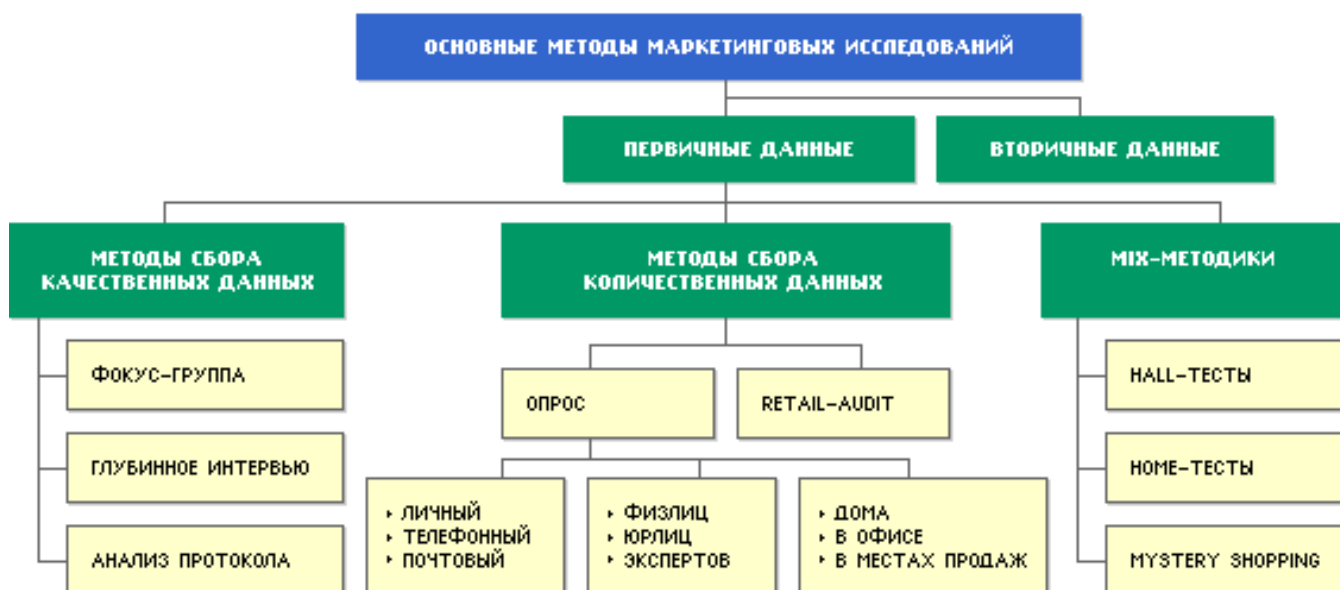 ОСНОВНЫЕ МЕТОДЫ МАРКЕТИНГОВЫХ ИССЛЕДОВАНИЙ
ПЕРВИЧНЫЕ ДАННЫЕ
ВТОРИЧНЫЕ ДАННЫЕ
МЕТОДЫ СБОРА
КАЧЕСТВЕННЫХ ДАННЫХ
МЕТОДЫ СБОРА
КОЛИЧЕСТВЕННЫХ ДАННЫХ
MIX-МЕТОДИКИ
ФОКУС-ГРУППА
ГЛУБИННОЕ ИНТЕРВЬЮ
АНАЛИЗ ПРОТОКОЛА
ОПРОС
RETAIL-AUDIT
ЛИЧНЫЙ
ТЕЛЕФОННЫЙ
ПОЧТОВЫЙ
ФИЗЛИЦ
ЮРЛИЦ
ЭКСПЕРТОВ
ДОМА
В ОФИСЕ
В МЕСТАХ ПРОДАЖ
HALL-ТЕСТЫ
HOME-ТЕСТЫ
MYSTERY SHOPPING